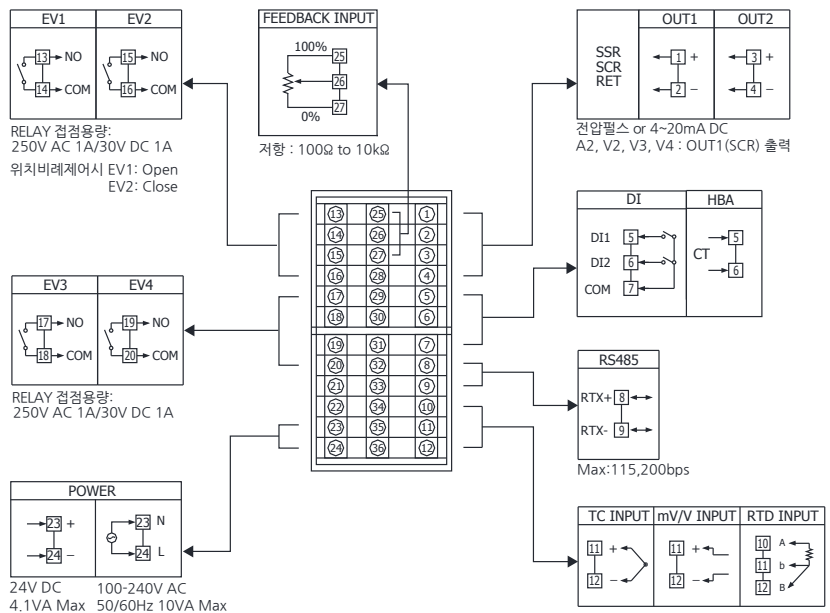 EV1 EV2
13 NO 15 NO
14 COM 16 COM
RELAY 접점용량:
250V AC 1A/30V DC 1A
위치비례제어시 EV1: Open
EV2: Close
FEEDBACK INPUT
100% 25
26
0% 27
저항 : 100Ω to 10kΩ
OUT1 OUT2
SSR
SCR
RET
1 + 3 +
2 − 4 −
전압펄스 or 4~20mA DC
A2, V2, V3, V4 : OUT1(SCR) 출력
13 25 1
14 26 2
15 27 3
16 28 4
17 29 5
18 30 6
19 31 7
20 32 8
21 33 9
22 34 10
23 35 11
24 36 12
DI HBA
DI1 5
DI2 6
COM 7
CT 5
6
EV3 EV4
17 NO 19 NO
18 COM 20 COM
RELAY 접점용량:
250V AC 1A/30V DC 1A
RS485
RTX+ 8
RTX- 9
Max:115,200bps
POWER
23 + 23 N
24 − 24 L
24V DC 100-240V AC
4.1VA Max 50/60Hz 10VA Max
TC INPUT mV/V INPUT RTD INPUT
11 + 11 + 10 A
11 b
12 − 12 − 12 B